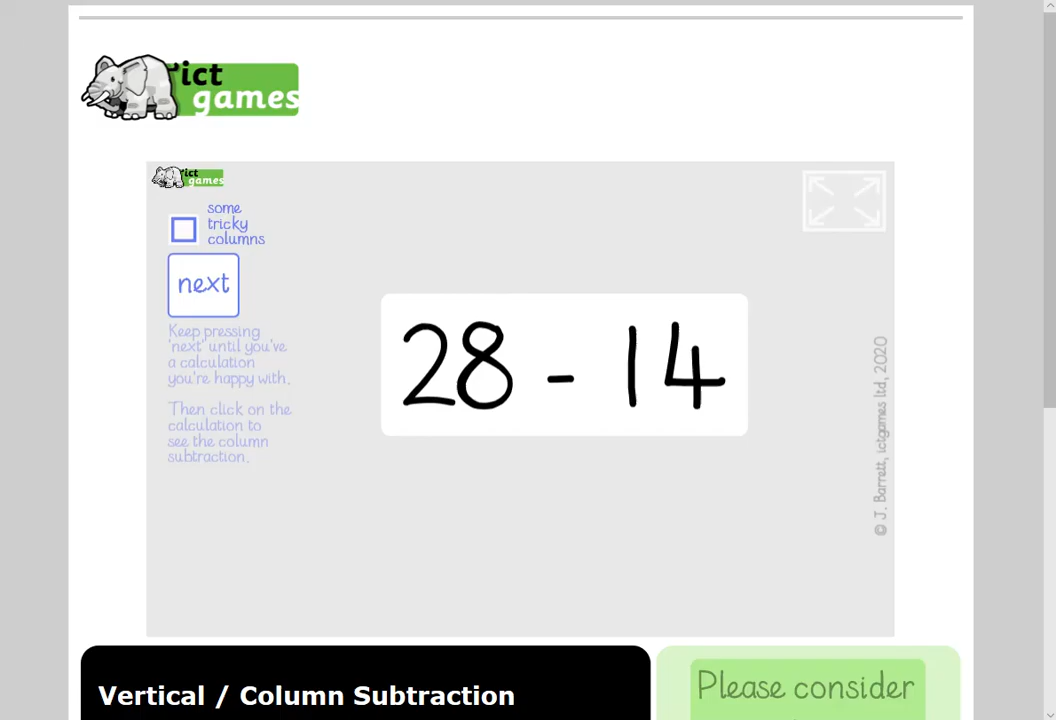 ict
games
ict
games
some
tricky
columns
next
Keep pressing
'next' until you've
a calculation
you're happy with.
Then click on the
calculation to
see the column
subtraction.
28 - 14
© J. Barrett, ictgames ltd, 2020
Vertical / Column Subtraction
Please consider